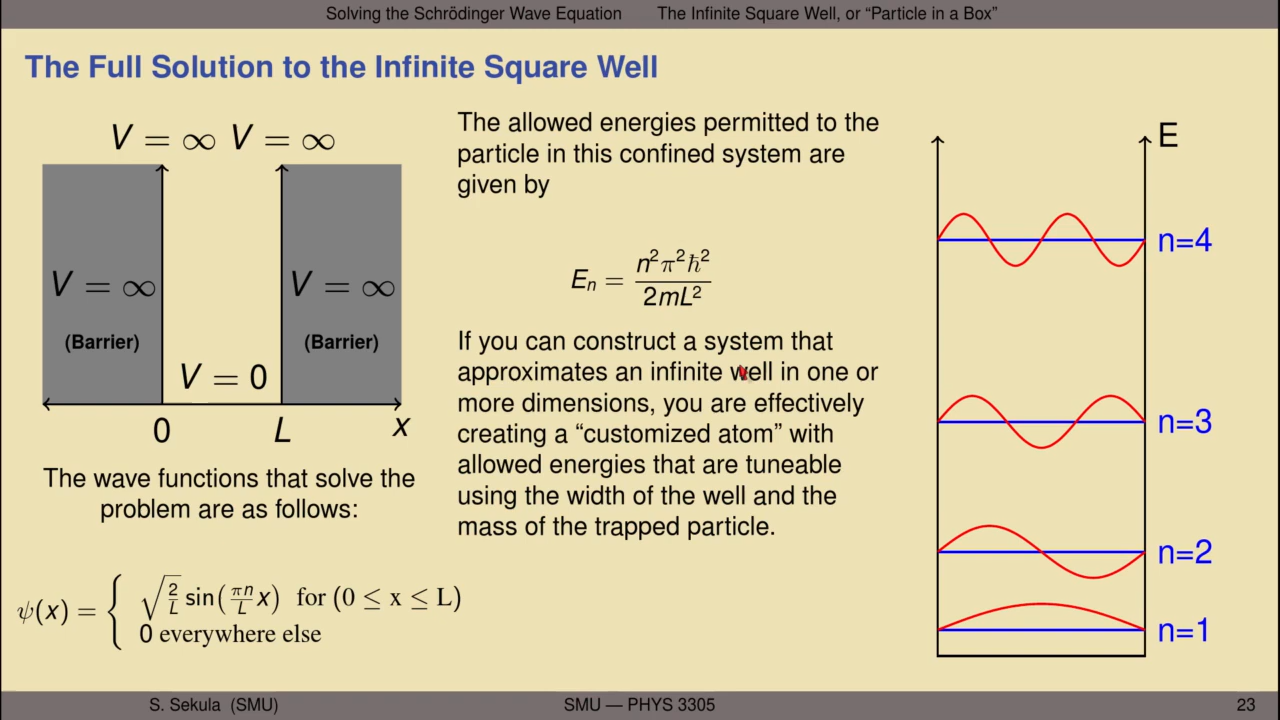 Solving the Schrödinger Wave Equation The Infinite Square Well, or “Particle in a Box”
The Full Solution to the Infinite Square Well
V = ∞ V = ∞
V = ∞
(Barrier)
V = ∞
(Barrier)
V = 0
0
L
x
The wave functions that solve the
problem are as follows:
ψ(x) = { √(2/L) sin(πn/L x) for (0 ≤ x ≤ L)
0 everywhere else
The allowed energies permitted to the
particle in this confined system are
given by
Eₙ = n²π²ħ² / 2mL²
If you can construct a system that
approximates an infinite well in one or
more dimensions, you are effectively
creating a “customized atom” with
allowed energies that are tuneable
using the width of the well and the
mass of the trapped particle.
E
n=4
n=3
n=2
n=1
S. Sekula (SMU)
SMU — PHYS 3305
23